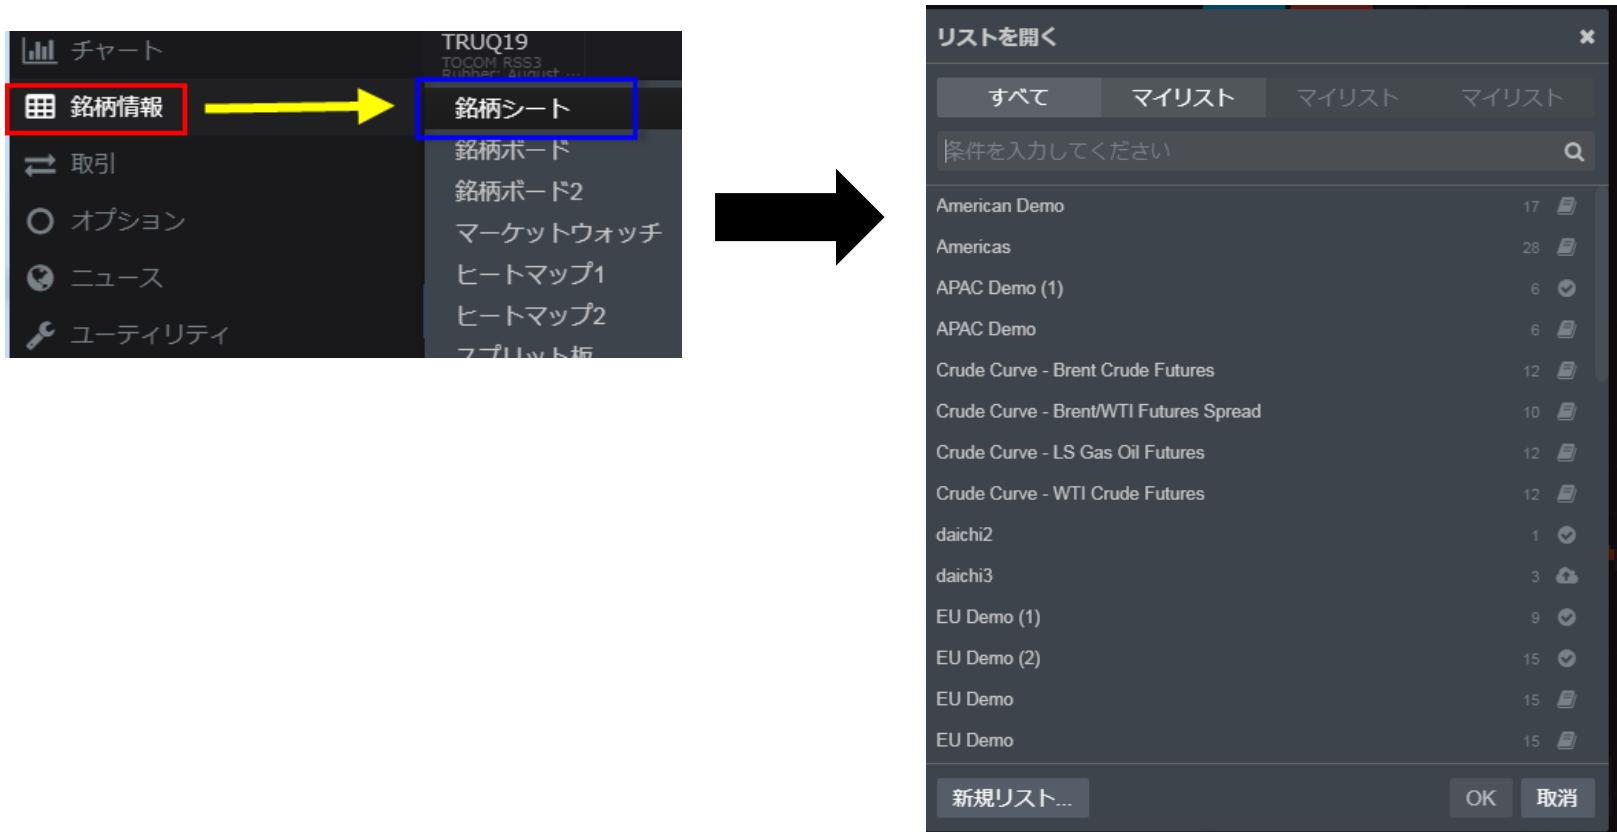 チャート
銘柄情報
取引
オプション
ニュース
ユーティリティ
TRUQ19
TOCOM RSS3
Rubber: August ...
銘柄シート
銘柄ボード
銘柄ボード2
マーケットウォッチ
ヒートマップ1
ヒートマップ2
スプリット板
リストを開く
すべて マイリスト マイリスト マイリスト
条件を入力してください
American Demo 17
Americas 28
APAC Demo (1) 6
APAC Demo 6
Crude Curve - Brent Crude Futures 12
Crude Curve - Brent/WTI Futures Spread 10
Crude Curve - LS Gas Oil Futures 12
Crude Curve - WTI Crude Futures 12
daichi2 1
daichi3 3
EU Demo (1) 9
EU Demo (2) 15
EU Demo 15
EU Demo 15
新規リスト... OK 取消